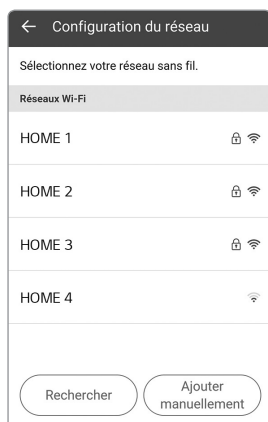 Configuration du réseau
Sélectionnez votre réseau sans fil.
Réseaux Wi-Fi
HOME 1
HOME 2
HOME 3
HOME 4
Rechercher
Ajouter
manuellement